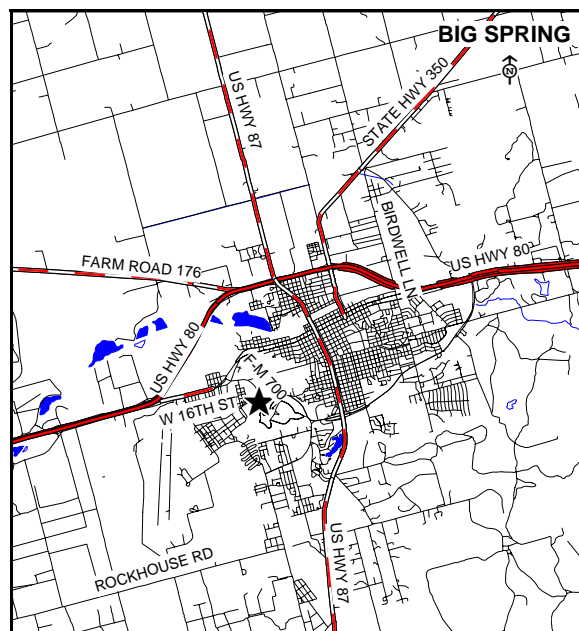 BIG SPRING
N
US HWY 87
STATE HWY 350
BIRDWELL LN
FARM ROAD 176
US HWY 80
US HWY 80
F-M 700
W 16TH ST
ROCKHOUSE RD
US HWY 87